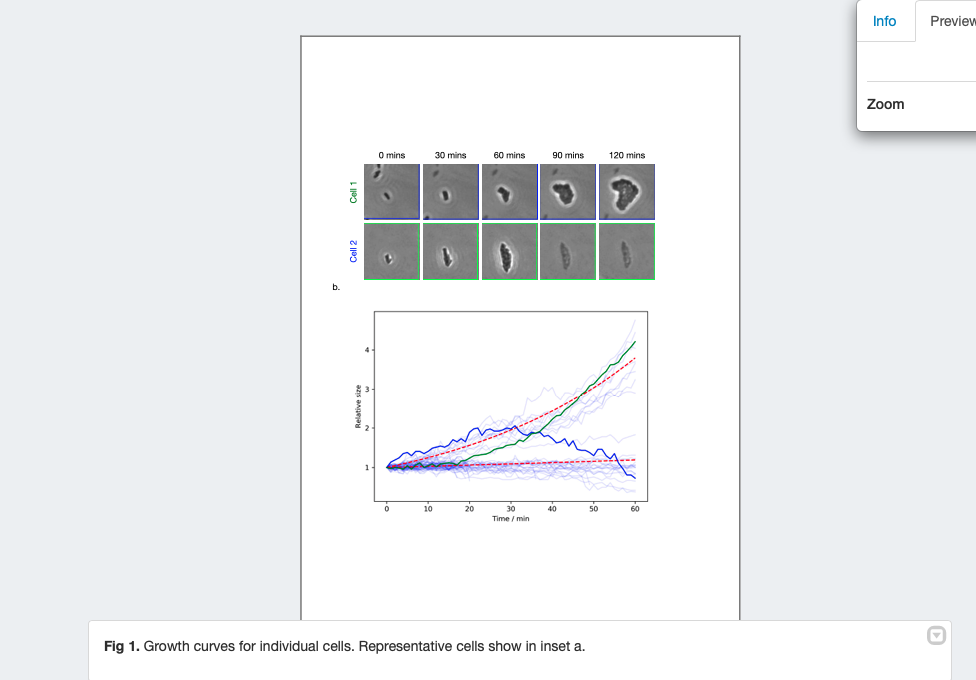 Info Preview
Zoom
0 mins 30 mins 60 mins 90 mins 120 mins
Cell 1
Cell 2
b.
4
3
2
1
Relative size
0 10 20 30 40 50 60
Time / min
Fig 1. Growth curves for individual cells. Representative cells show in inset a.